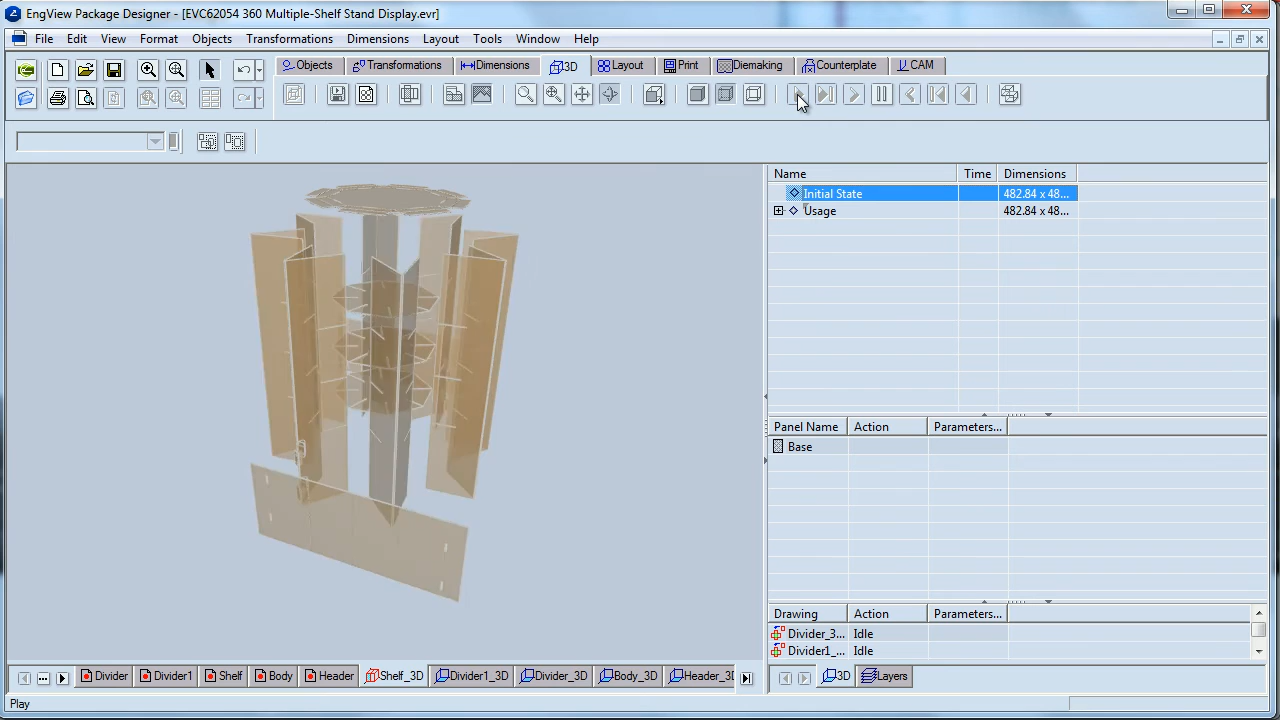 EngView Package Designer - [EVC62054 360 Multiple-Shelf Stand Display.evr]
File Edit View Format Objects Transformations Dimensions Layout Tools Window Help
Objects Transformations Dimensions 3D Layout Print Diemaking Counterplate CAM
Name Time Dimensions
Initial State 482.84 x 48...
Usage 482.84 x 48...
Panel Name Action Parameters...
Base
Drawing Action Parameters...
Divider_3... Idle
Divider1_... Idle
Divider Divider1 Shelf Body Header Shelf_3D Divider1_3D Divider_3D Body_3D Header_3D 3D Layers
Play